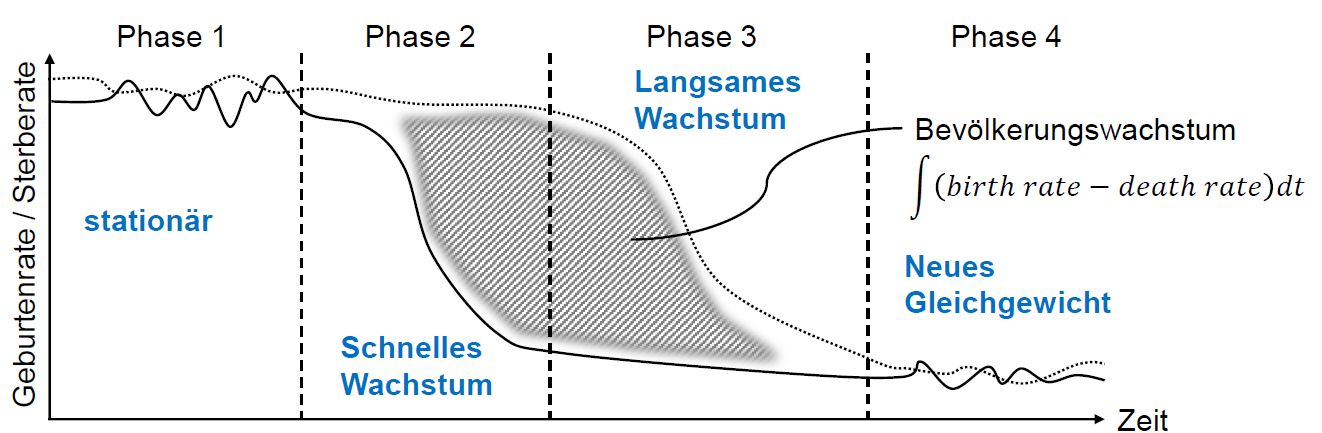 Phase 1
Phase 2
Phase 3
Phase 4
Geburtenrate / Sterberate
stationär
Schnelles
Wachstum
Langsames
Wachstum
Bevölkerungswachstum
∫(birth rate − death rate)dt
Neues
Gleichgewicht
Zeit